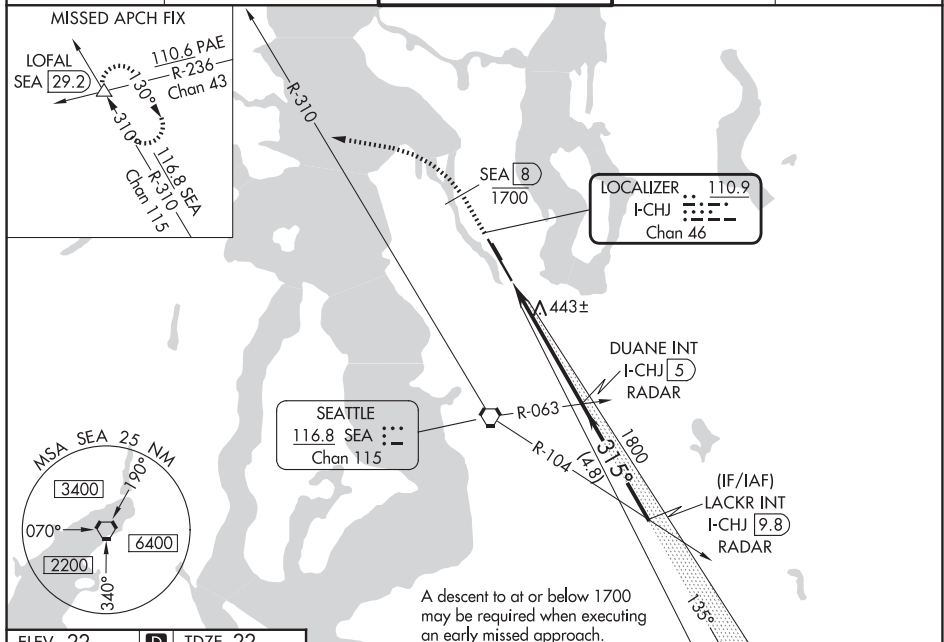 MISSED APCH FIX
LOFAL
SEA 29.2
110.6 PAE
R-236
Chan 43
130°
310°
116.8 SEA
R-310
Chan 115
R-310
SEA 8
1700
LOCALIZER 110.9
I-CHJ
Chan 46
443±
DUANE INT
I-CHJ 5
RADAR
R-063
SEATTLE
116.8 SEA
Chan 115
R-104
(4.8)
315°
1800
(IF/IAF)
LACKR INT
I-CHJ 9.8
RADAR
135°
MSA SEA 25 NM
3400
190°
070°
6400
2200
340°
A descent to at or below 1700
may be required when executing
an early missed approach.
ELEV 22
D
TDZE 22